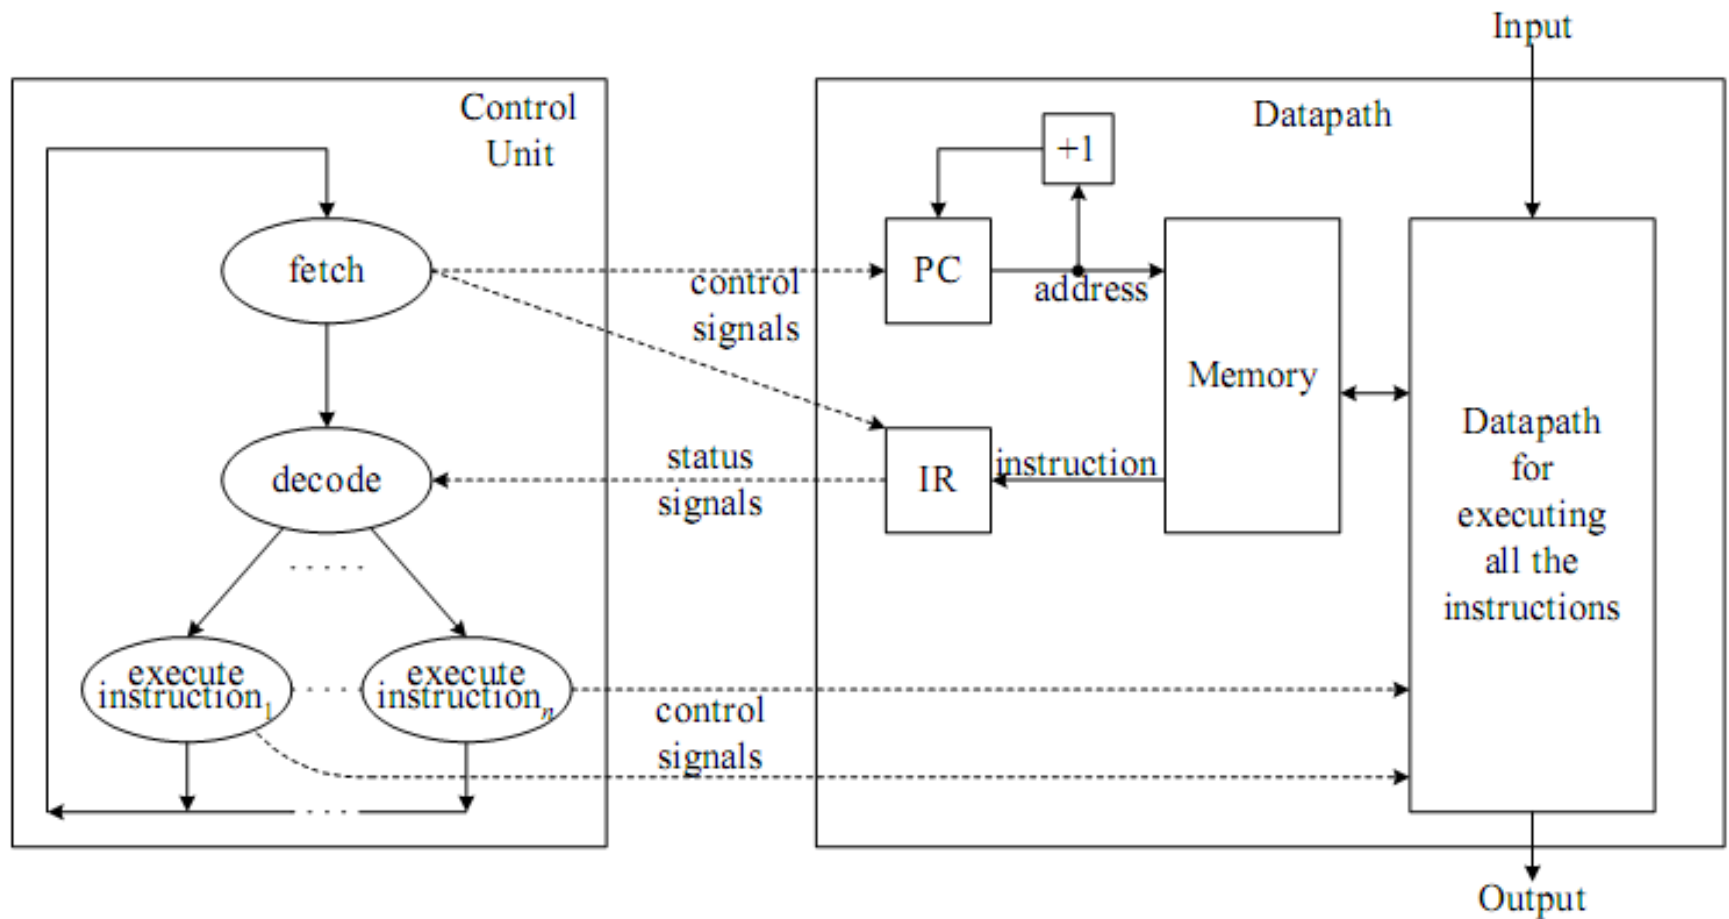 Input
Control
Unit
Datapath
+1
fetch
PC
control
signals
address
Memory
decode
status
signals
IR
instruction
Datapath
for
executing
all the
instructions
execute
instruction1
execute
instructionn
control
signals
Output